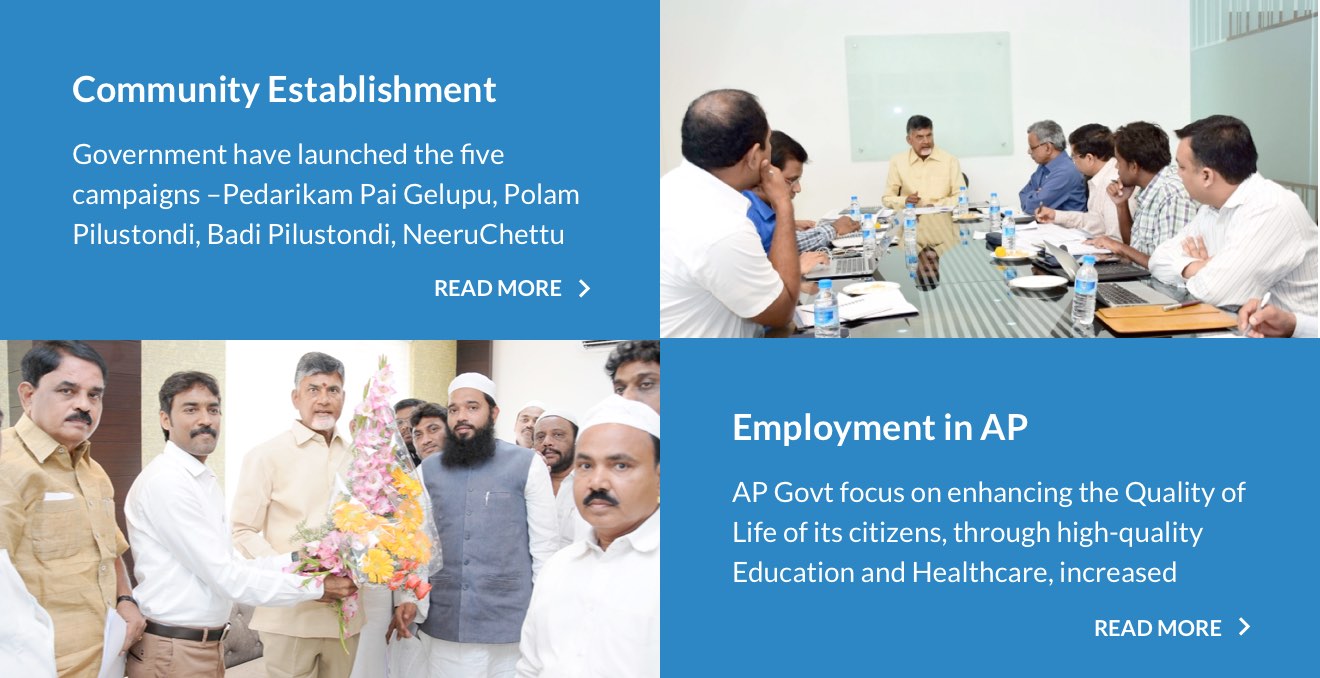 Community Establishment
Government have launched the five
campaigns –Pedarikam Pai Gelupu, Polam
Pilustondi, Badi Pilustondi, NeeruChettu
READ MORE
Employment in AP
AP Govt focus on enhancing the Quality of
Life of its citizens, through high-quality
Education and Healthcare, increased
READ MORE